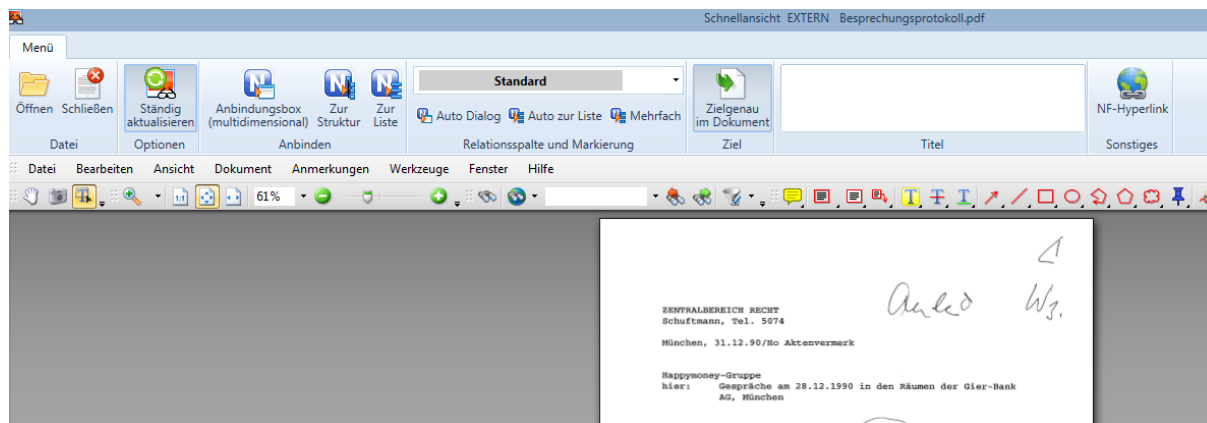 Schnellansicht EXTERN Besprechungsprotokoll.pdf
Menü
Öffnen Schließen
Ständig aktualisieren
Anbindungsbox (multidimensional)
Zur Struktur
Zur Liste
Standard
Auto Dialog Auto zur Liste Mehrfach
Zielgenau im Dokument
NF-Hyperlink
Datei Optionen Anbinden Relationsspalte und Markierung Ziel Titel Sonstiges
Datei Bearbeiten Ansicht Dokument Anmerkungen Werkzeuge Fenster Hilfe
61%
ZENTRALBEREICH RECHT
Schuftmann, Tel. 5074
München, 31.12.90/Ho Aktenvermerk
Happymoney-Gruppe
hier: Gespräche am 28.12.1990 in den Räumen der Gier-Bank
AG, München